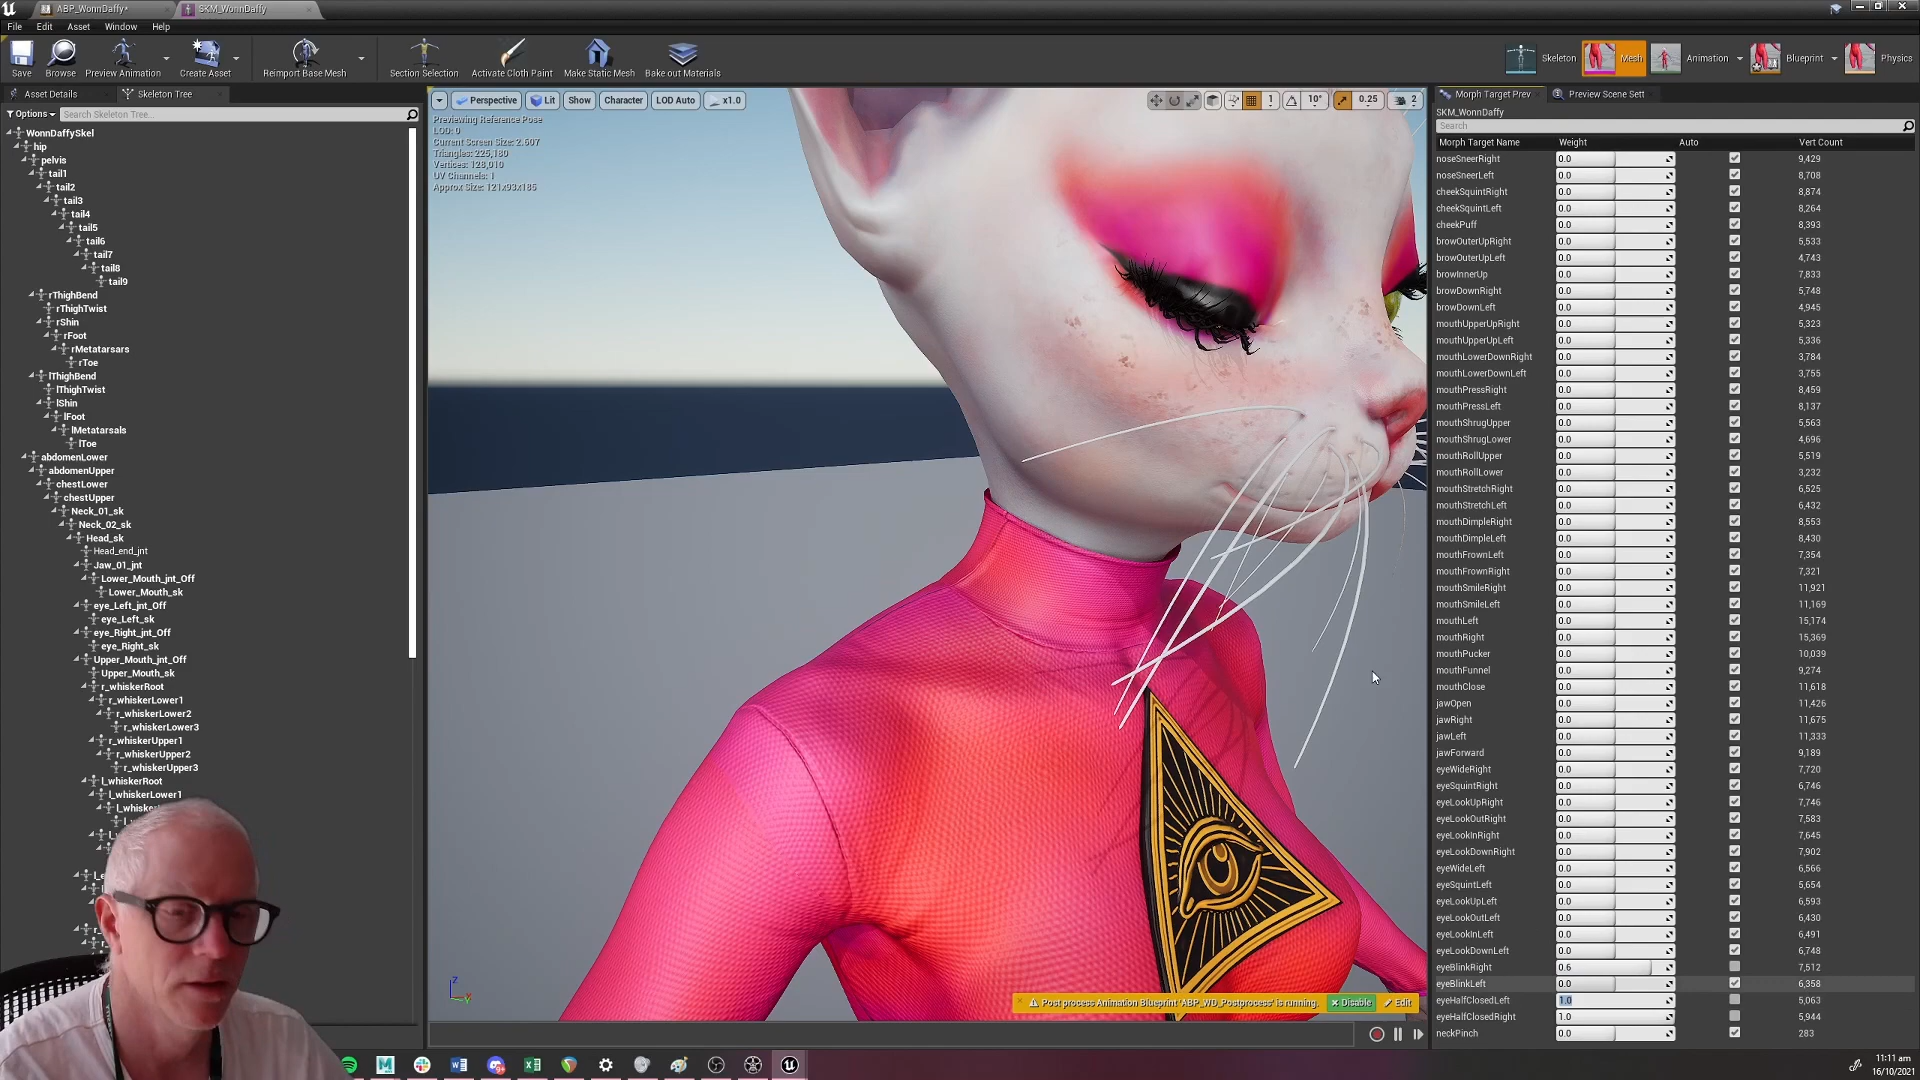 ABP_WonnDaffy*
SKM_WonnDaffy
File Edit Asset Window Help
Save
Browse
Preview Animation
Create Asset
Reimport Base Mesh
Section Selection
Activate Cloth Paint
Make Static Mesh
Bake out Materials
Skeleton
Mesh
Animation
Blueprint
Physics
Asset Details
Skeleton Tree
Options
Search Skeleton Tree...
WonnDaffySkel
hip
pelvis
tail1
tail2
tail3
tail4
tail5
tail6
tail7
tail8
tail9
rThighBend
rThighTwist
rShin
rFoot
rMetatarsars
rToe
lThighBend
lThighTwist
lShin
lFoot
lMetatarsals
lToe
abdomenLower
abdomenUpper
chestLower
chestUpper
Neck_01_sk
Neck_02_sk
Head_sk
Head_end_jnt
Jaw_01_jnt
Lower_Mouth_jnt_Off
Lower_Mouth_sk
eye_Left_jnt_Off
eye_Left_sk
eye_Right_jnt_Off
eye_Right_sk
Upper_Mouth_jnt_Off
Upper_Mouth_sk
r_whiskerRoot
r_whiskerLower1
r_whiskerLower2
r_whiskerLower3
r_whiskerUpper1
r_whiskerUpper2
r_whiskerUpper3
l_whiskerRoot
l_whiskerLower1
Perspective Lit Show Character LOD Auto x1.0
1 10° 0.25 2
Previewing Reference Pose
LOD: 0
Current Screen Size: 2.607
Triangles: 225,180
Vertices: 128,010
UV Channels: 1
Approx Size: 121x93x185
Post process Animation Blueprint 'ABP_WD_Postprocess' is running. Disable Edit
Morph Target Prev
Preview Scene Sett
SKM_WonnDaffy
Search
Morph Target Name Weight Auto Vert Count
noseSneerRight 0.0 9,429
noseSneerLeft 0.0 8,708
cheekSquintRight 0.0 8,874
cheekSquintLeft 0.0 8,264
cheekPuff 0.0 8,393
browOuterUpRight 0.0 5,533
browOuterUpLeft 0.0 4,743
browInnerUp 0.0 7,833
browDownRight 0.0 5,748
browDownLeft 0.0 4,945
mouthUpperUpRight 0.0 5,323
mouthUpperUpLeft 0.0 5,336
mouthLowerDownRight 0.0 3,784
mouthLowerDownLeft 0.0 3,755
mouthPressRight 0.0 8,459
mouthPressLeft 0.0 8,137
mouthShrugUpper 0.0 5,563
mouthShrugLower 0.0 4,696
mouthRollUpper 0.0 5,519
mouthRollLower 0.0 3,232
mouthStretchRight 0.0 6,525
mouthStretchLeft 0.0 6,432
mouthDimpleRight 0.0 8,553
mouthDimpleLeft 0.0 8,430
mouthFrownLeft 0.0 7,354
mouthFrownRight 0.0 7,321
mouthSmileRight 0.0 11,921
mouthSmileLeft 0.0 11,169
mouthLeft 0.0 15,174
mouthRight 0.0 15,369
mouthPucker 0.0 10,039
mouthFunnel 0.0 9,274
mouthClose 0.0 11,618
jawOpen 0.0 11,426
jawRight 0.0 11,675
jawLeft 0.0 11,333
jawForward 0.0 9,189
eyeWideRight 0.0 7,720
eyeSquintRight 0.0 6,746
eyeLookUpRight 0.0 7,746
eyeLookOutRight 0.0 7,583
eyeLookInRight 0.0 7,645
eyeLookDownRight 0.0 7,902
eyeWideLeft 0.0 6,566
eyeSquintLeft 0.0 5,654
eyeLookUpLeft 0.0 6,593
eyeLookOutLeft 0.0 6,430
eyeLookInLeft 0.0 6,491
eyeLookDownLeft 0.0 6,748
eyeBlinkRight 0.6 7,512
eyeBlinkLeft 0.0 6,358
eyeHalfClosedLeft 1.0 5,063
eyeHalfClosedRight 1.0 5,944
neckPinch 0.0 283
11:11 am
16/10/2021